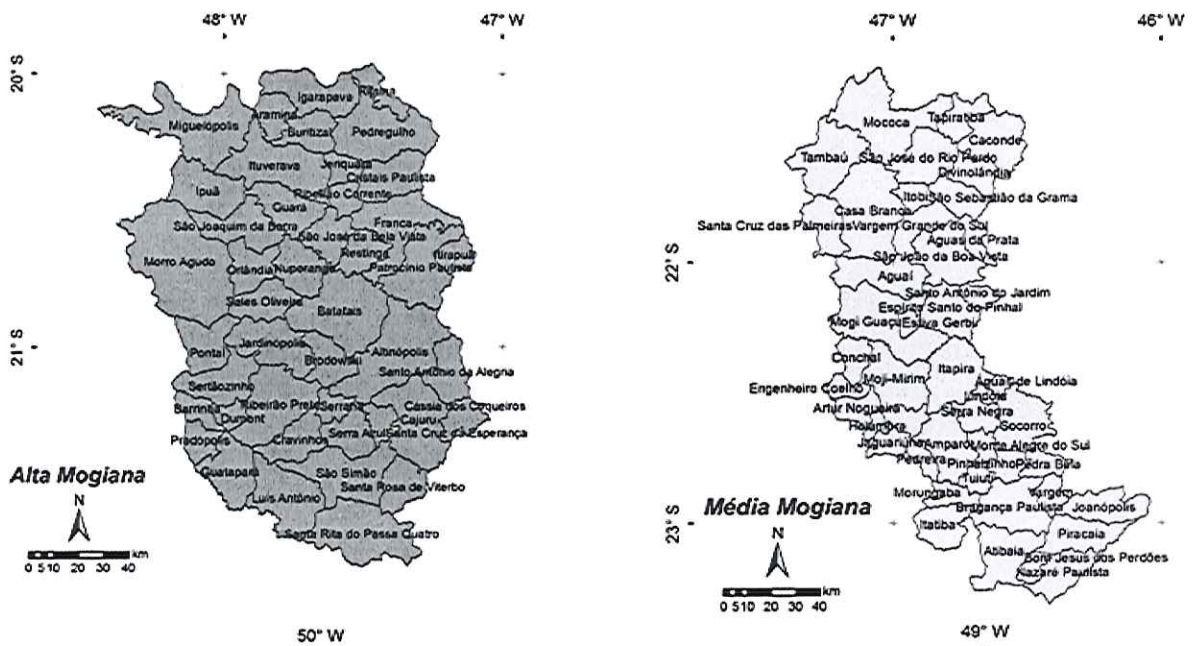 48° W
47° W
20° S
Igarapava
Rifaina
Aramina
Miguelópolis
Buritizal
Pedregulho
Ituverava
Jeriquara
Cristais Paulista
Ipuã
Ribeirão Corrente
Guará
São Joaquim da Barra
Franca
São José da Bela Vista
Restinga
Itirapuã
Morro Agudo
Orlândia
Nuporanga
Patrocínio Paulista
Sales Oliveira
Batatais
21° S
Jardinópolis
Pontal
Brodowski
Altinópolis
Santo Antônio da Alegria
Sertãozinho
Barrinha
Ribeirão Preto
Serrana
Cássia dos Coqueiros
Dumont
Cajuru
Pradópolis
Cravinhos
Serra Azul
Santa Cruz da Esperança
Guatapará
São Simão
Luís Antônio
Santa Rosa de Viterbo
Santa Rita do Passa Quatro
Alta Mogiana
N
0 5 10 20 30 40 km
50° W
47° W
46° W
Mococa
Tapiratiba
Caconde
Tambaú
São José do Rio Pardo
Divinolândia
Itobi
São Sebastião da Grama
Casa Branca
Santa Cruz das Palmeiras
Vargem Grande do Sul
Águas da Prata
São João da Boa Vista
22° S
Aguaí
Santo Antônio do Jardim
Espírito Santo do Pinhal
Mogi Guaçu
Estiva Gerbi
Conchal
Moji-Mirim
Itapira
Águas de Lindóia
Engenheiro Coelho
Lindóia
Artur Nogueira
Serra Negra
Holambra
Socorro
Jaguariúna
Amparo
Monte Alegre do Sul
Pedreira
Pinhalzinho
Pedra Bela
Tuiuti
Morungaba
Vargem
Bragança Paulista
Joanópolis
23° S
Itatiba
Piracaia
Atibaia
Bom Jesus dos Perdões
Nazaré Paulista
Média Mogiana
N
0 5 10 20 30 40 km
49° W